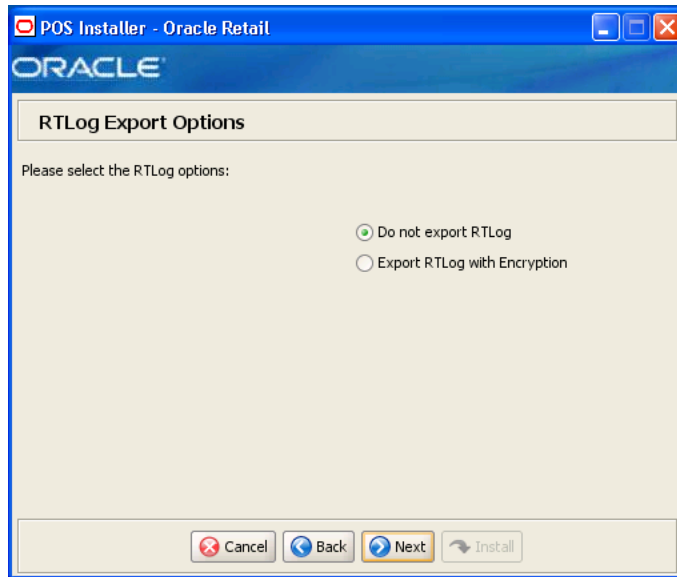 POS Installer - Oracle Retail
ORACLE
RTLog Export Options
Please select the RTLog options:
Do not export RTLog
Export RTLog with Encryption
Cancel Back Next Install